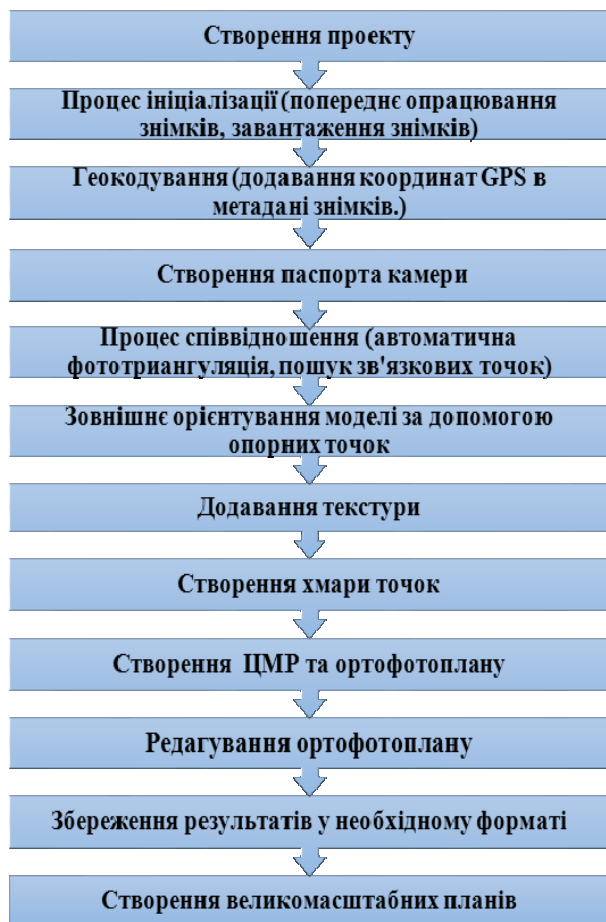 Створення проекту
Процес ініціалізації (попереднє опрацювання
знімків, завантаження знімків)
Геокодування (додавання координат GPS в
метадані знімків.)
Створення паспорта камери
Процес співвідношення (автоматична
фототриангуляція, пошук зв'язкових точок)
Зовнішнє орієнтування моделі за допомогою
опорних точок
Додавання текстури
Створення хмари точок
Створення ЦМР та ортофотоплану
Редагування ортофотоплану
Збереження результатів у необхідному форматі
Створення великомасштабних планів